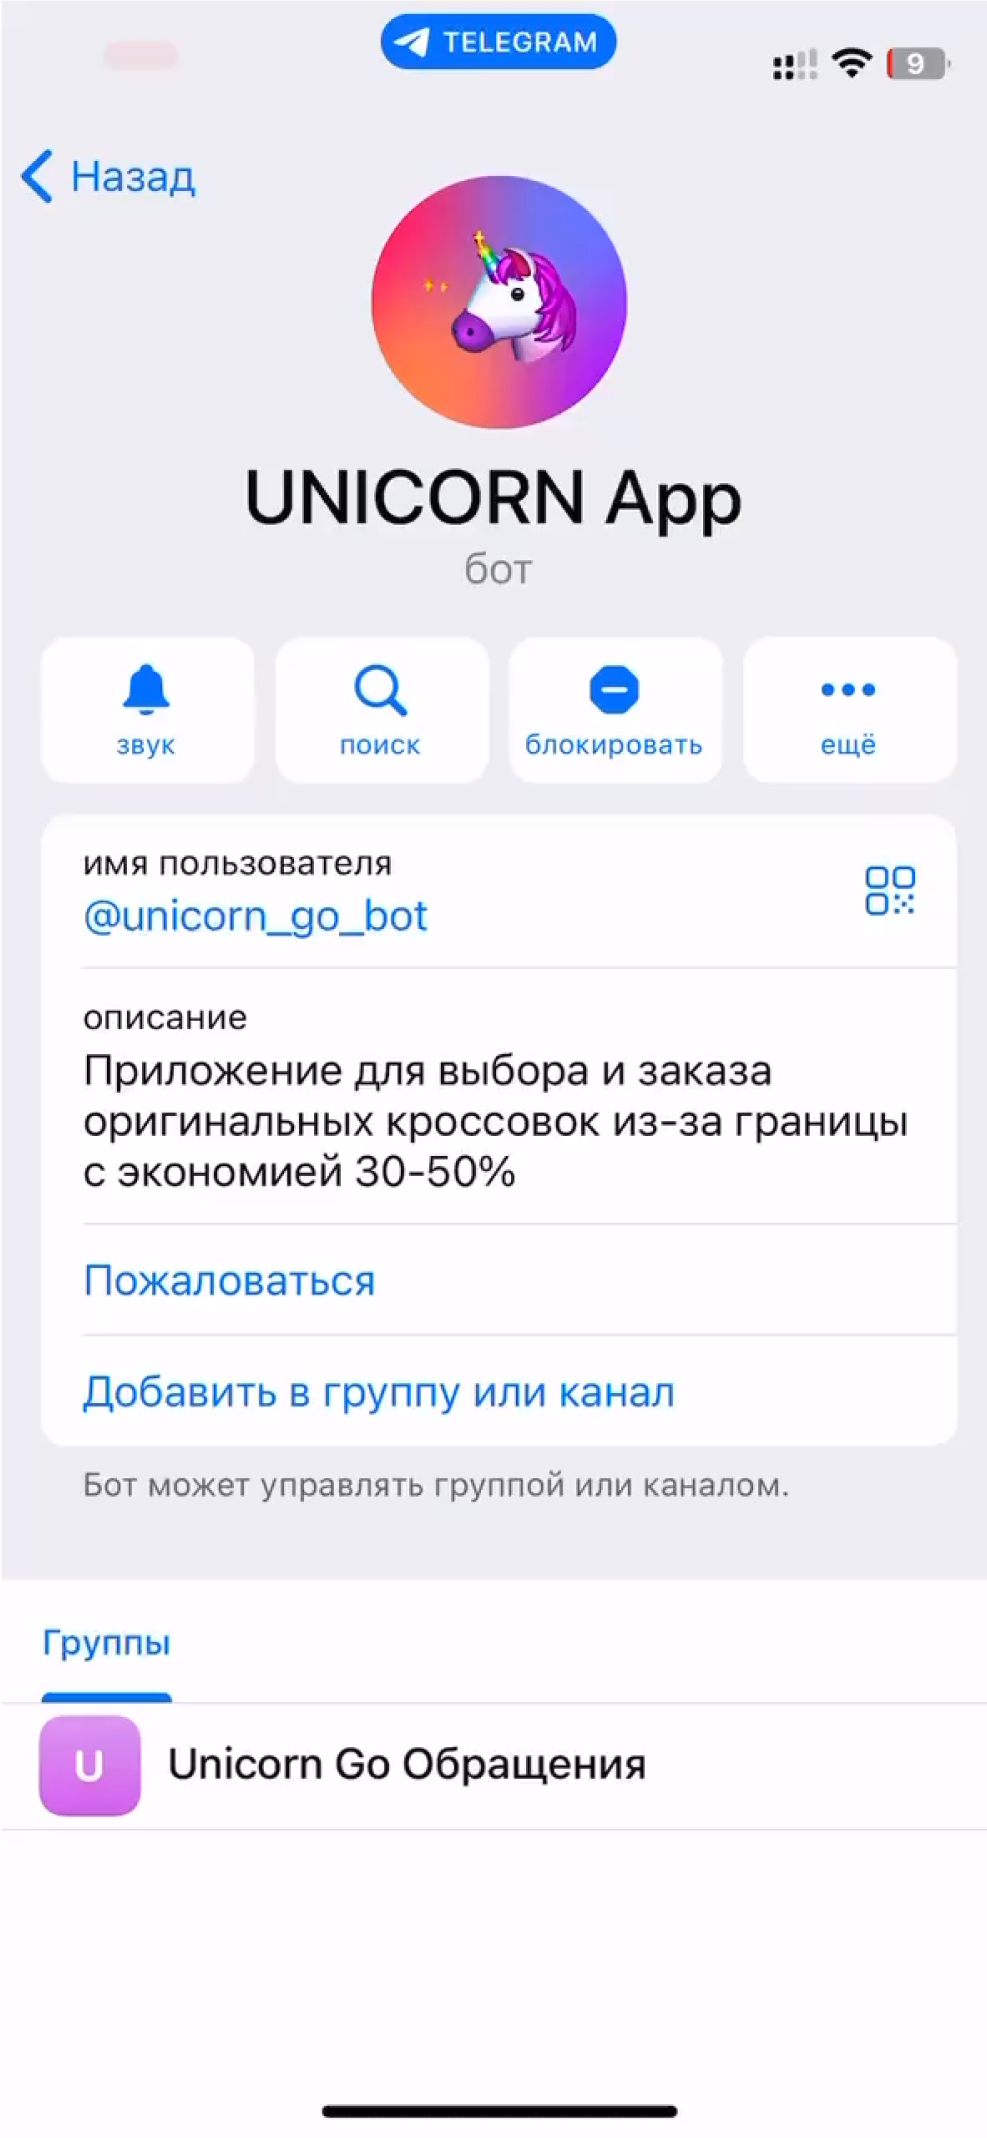 TELEGRAM
9
Назад
UNICORN App
бот
звук
поиск
блокировать
ещё
имя пользователя
@unicorn_go_bot
описание
Приложение для выбора и заказа
оригинальных кроссовок из-за границы
с экономией 30-50%
Пожаловаться
Добавить в группу или канал
Бот может управлять группой или каналом.
Группы
U
Unicorn Go Обращения